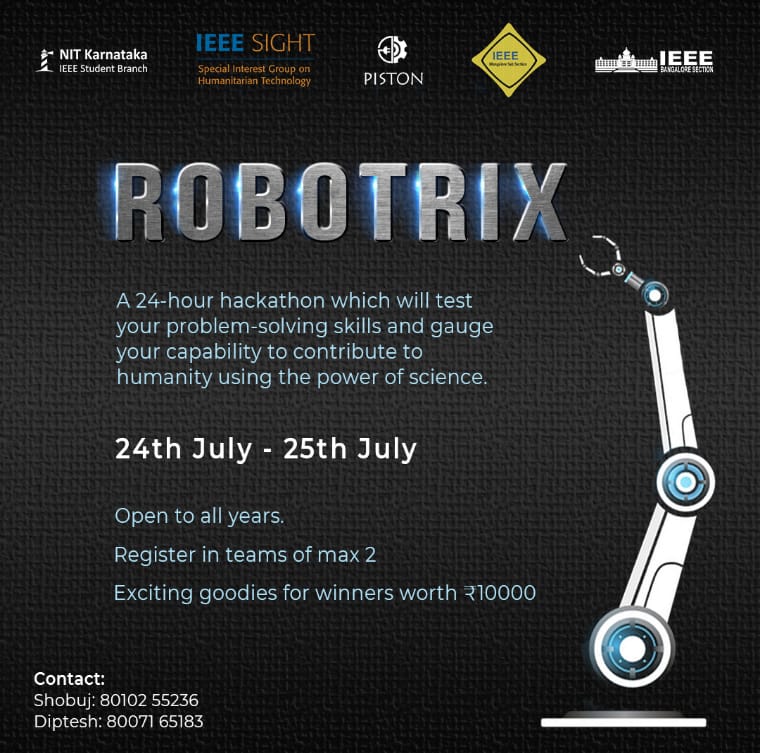 NIT Karnataka
IEEE Student Branch
IEEE SIGHT
Special Interest Group on
Humanitarian Technology
PISTON
IEEE
Mangalore Sub Section
IEEE
BANGALORE SECTION
ROBOTRIX
A 24-hour hackathon which will test
your problem-solving skills and gauge
your capability to contribute to
humanity using the power of science.
24th July - 25th July
Open to all years.
Register in teams of max 2
Exciting goodies for winners worth ₹10000
Contact:
Shobuj: 80102 55236
Diptesh: 80071 65183